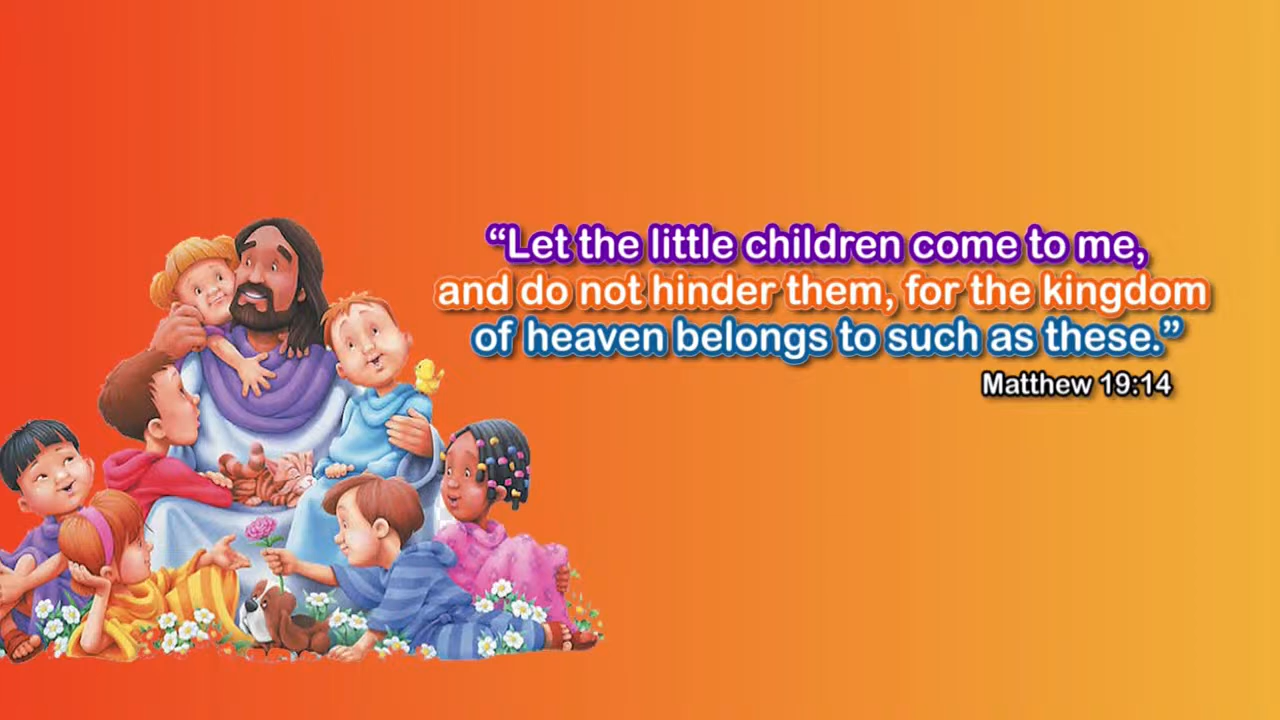 “Let the little children come to me,
and do not hinder them, for the kingdom
of heaven belongs to such as these.”
Matthew 19:14